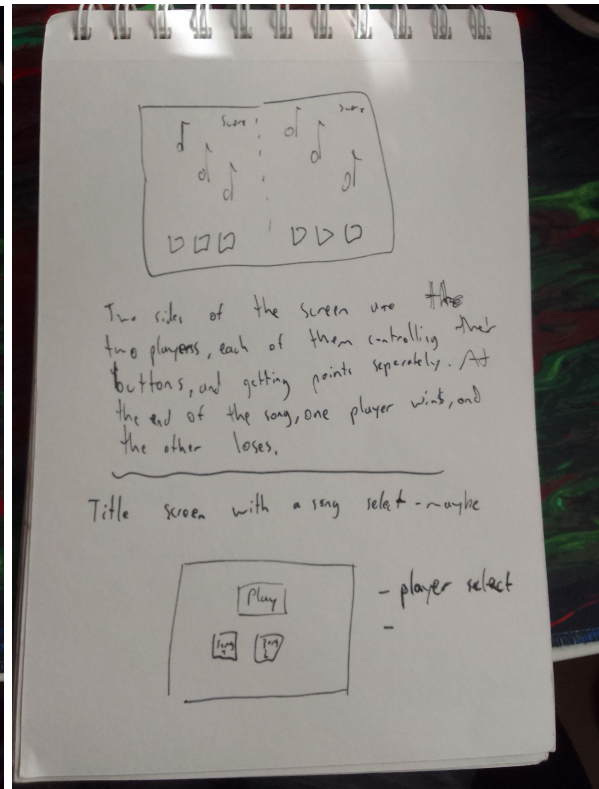 Score
Score
Two sides of the screen are the
two players, each of them controlling their
buttons, and getting points seperately. At
the end of the song, one player wins, and
the other loses.
Title screen with a song select - maybe
Play
- player select
-